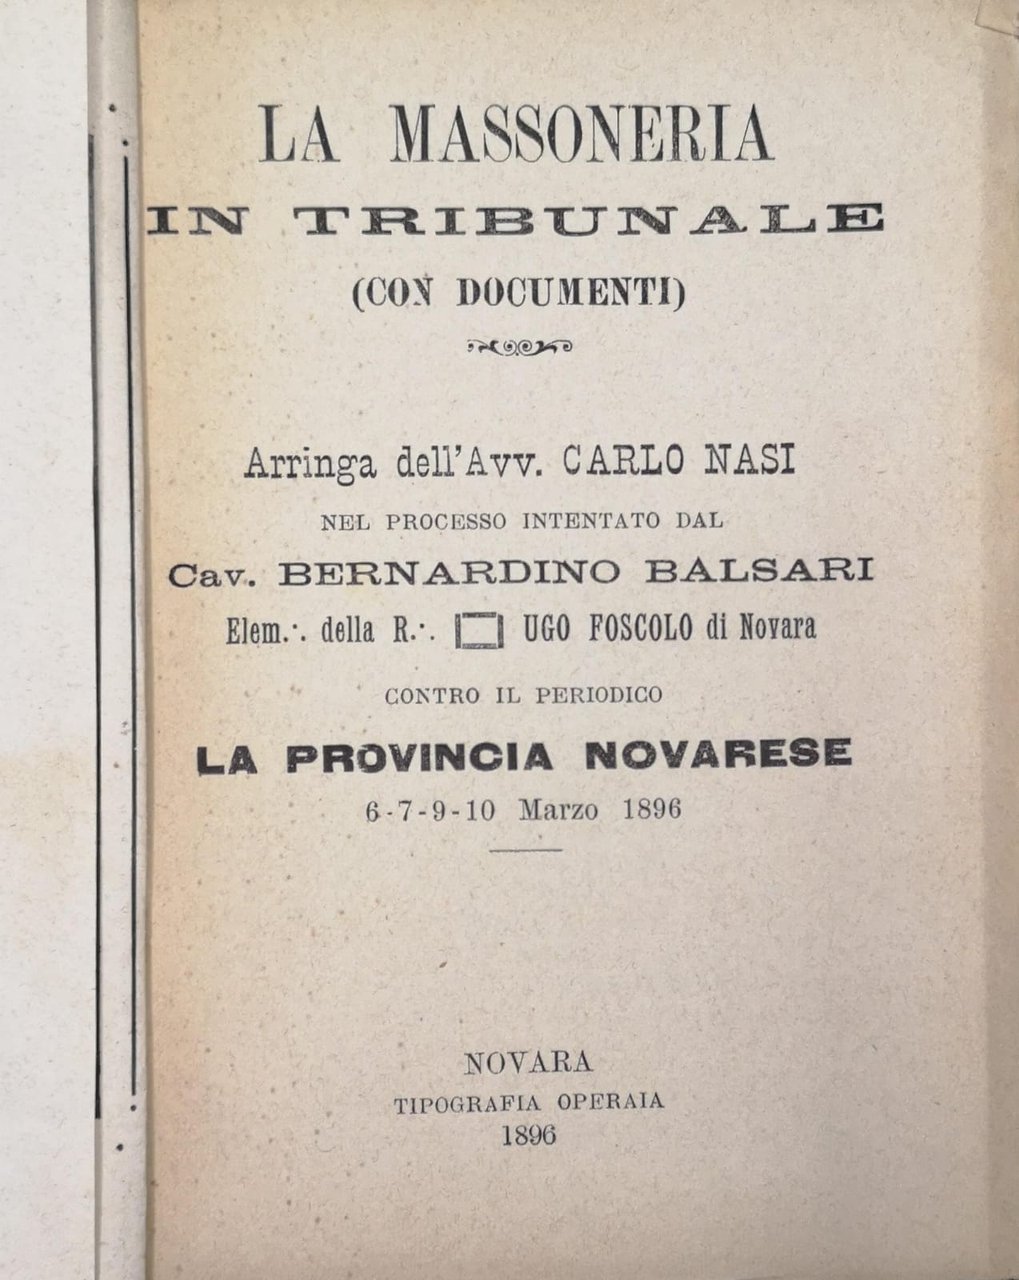 LA MASSONERIA
IN TRIBUNALE
(CON DOCUMENTI)
Arringa dell'Avv. CARLO NASI
NEL PROCESSO INTENTATO DAL
Cav. BERNARDINO BALSARI
Elem.·. della R.·. UGO FOSCOLO di Novara
CONTRO IL PERIODICO
LA PROVINCIA NOVARESE
6-7-9-10 Marzo 1896
NOVARA
TIPOGRAFIA OPERAIA
1896